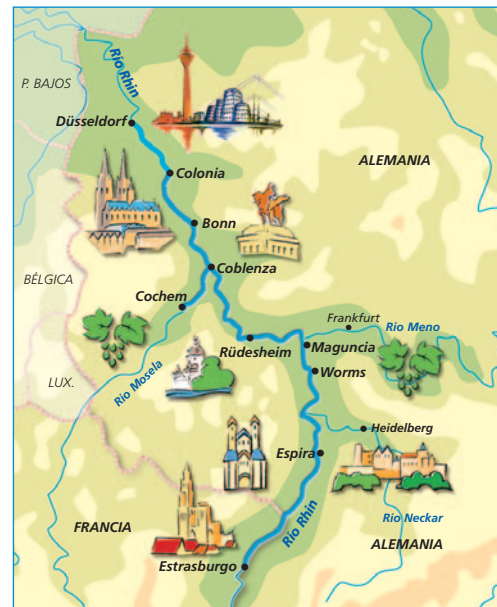 P. BAJOS
Río Rhin
Düsseldorf
ALEMANIA
Colonia
Bonn
BÉLGICA
Coblenza
Cochem
Frankfurt
Río Meno
Rüdesheim
Maguncia
LUX.
Río Mosela
Worms
Heidelberg
Espira
FRANCIA
Río Rhin
Río Neckar
ALEMANIA
Estrasburgo